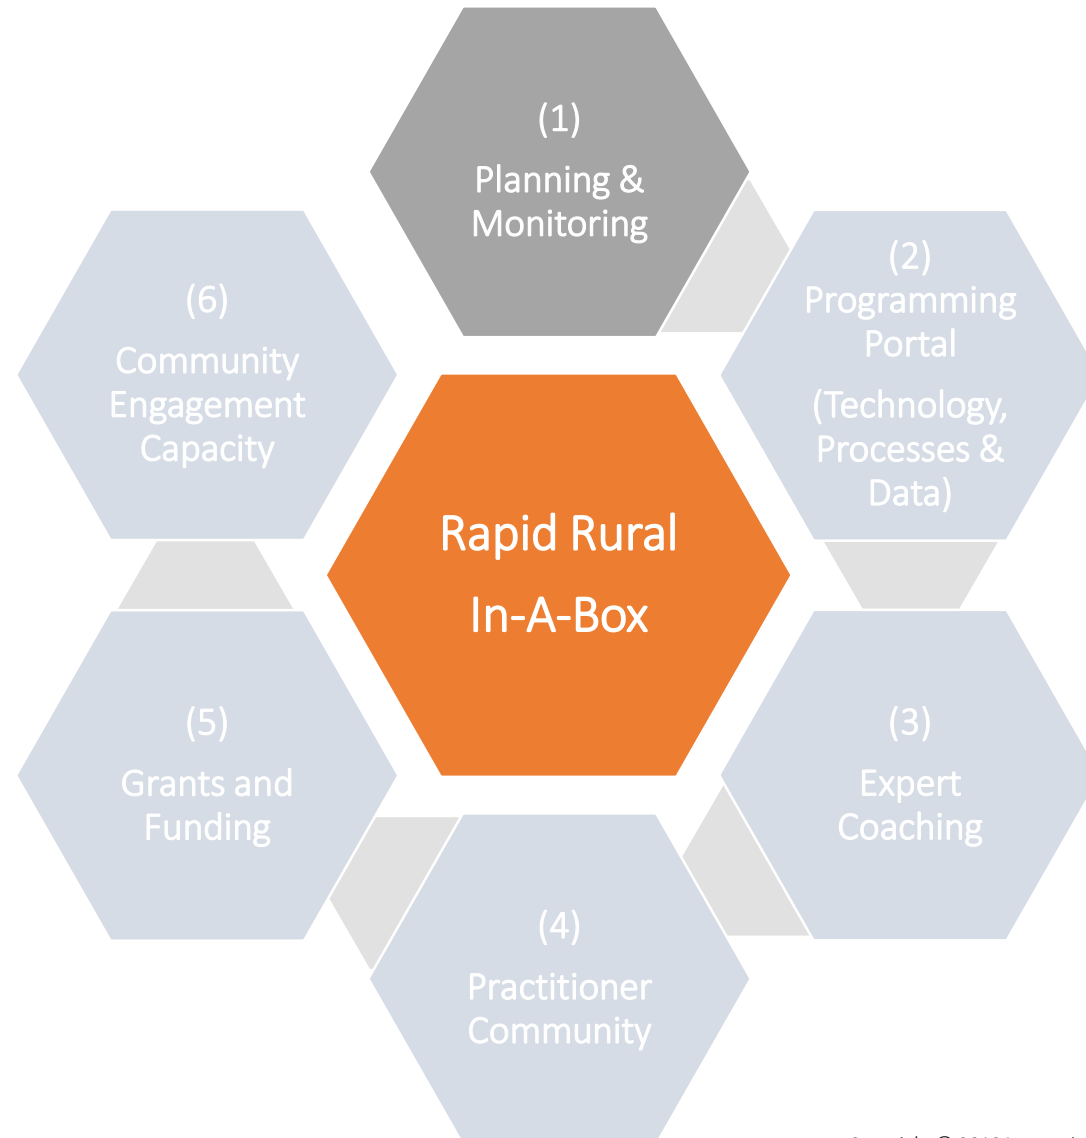 (1)
Planning &
Monitoring
(2)
Programming
Portal
(Technology,
Processes &
Data)
(3)
Expert
Coaching
(4)
Practitioner
Community
(5)
Grants and
Funding
(6)
Community
Engagement
Capacity
Rapid Rural
In-A-Box